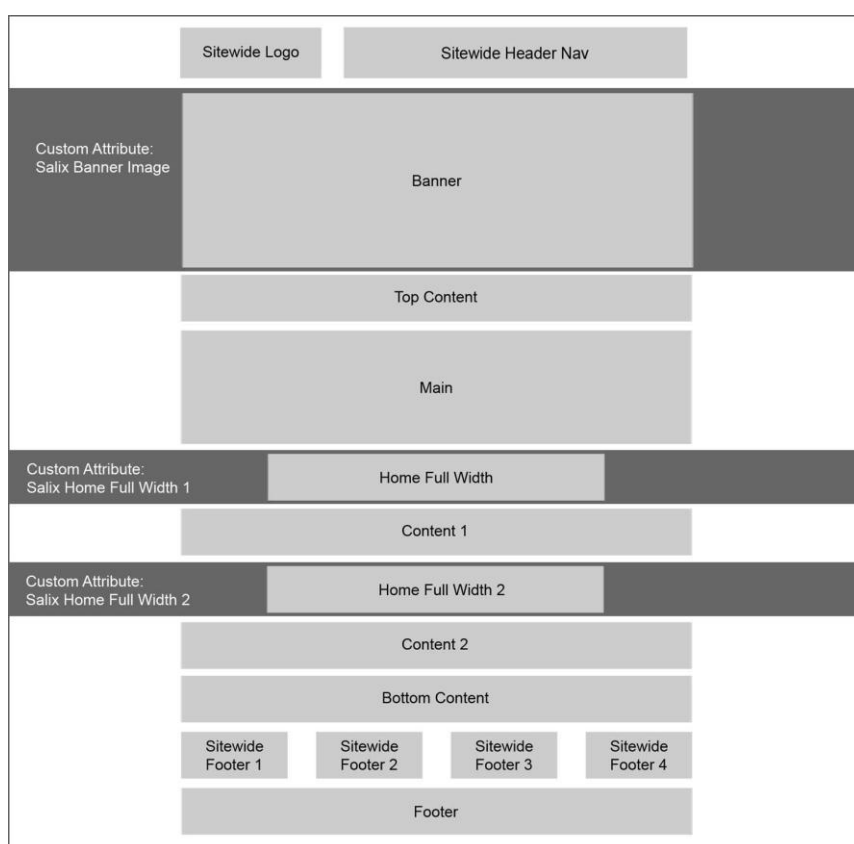 Sitewide Logo
Sitewide Header Nav
Custom Attribute:
Salix Banner Image
Banner
Top Content
Main
Custom Attribute:
Salix Home Full Width 1
Home Full Width
Content 1
Custom Attribute:
Salix Home Full Width 2
Home Full Width 2
Content 2
Bottom Content
Sitewide
Footer 1
Sitewide
Footer 2
Sitewide
Footer 3
Sitewide
Footer 4
Footer